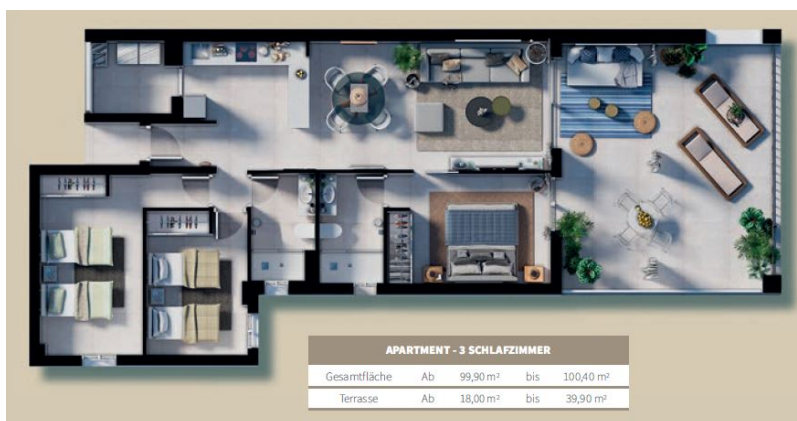 APARTMENT - 3 SCHLAFZIMMER
Gesamtfläche Ab 99,90 m² bis 100,40 m²
Terrasse Ab 18,00 m² bis 39,90 m²